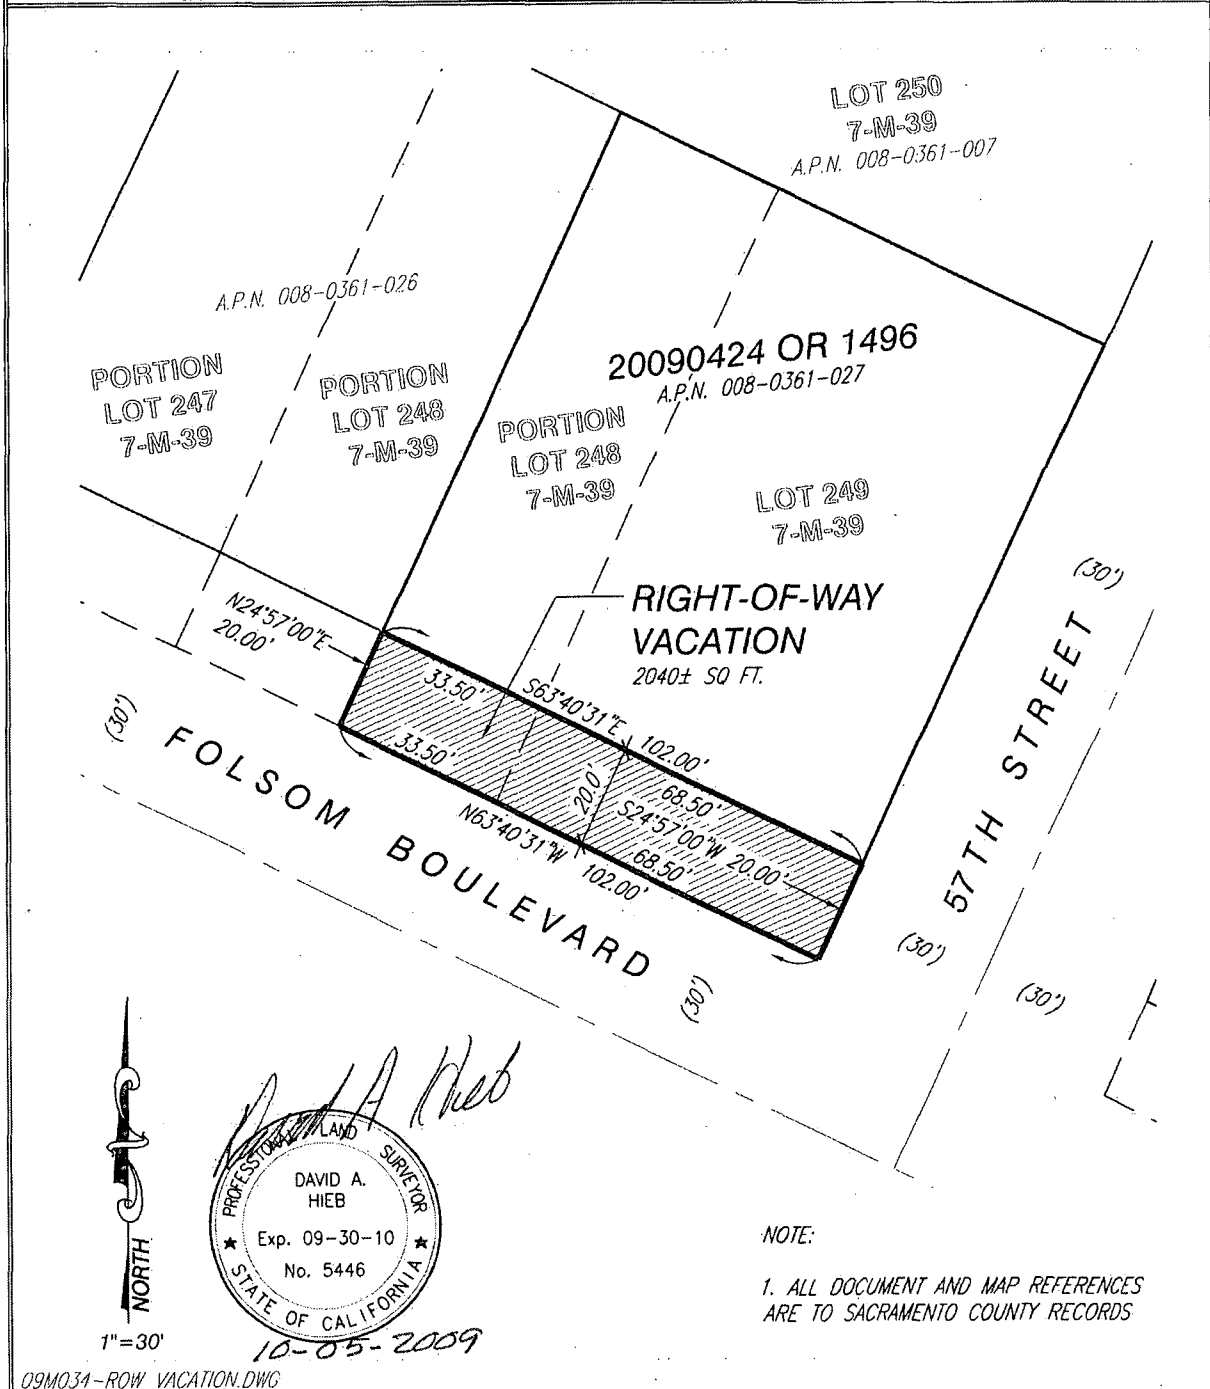 LOT 250
7-M-39
A.P.N. 008-0361-007
A.P.N. 008-0361-026
20090424 OR 1496
A.P.N. 008-0361-027
PORTION
LOT 247
7-M-39
PORTION
LOT 248
7-M-39
PORTION
LOT 248
7-M-39
LOT 249
7-M-39
RIGHT-OF-WAY
VACATION
2040± SQ FT.
N24°57'00"E
20.00'
33.50'
S63°40'31"E
102.00'
68.50'
33.50'
20.0'
S24°57'00"W 20.00'
N63°40'31"W
102.00'
68.50'
(30')
FOLSOM BOULEVARD
(30')
(30')
57TH STREET
(30')
(30')
NORTH
1"=30'
David A Hieb
PROFESSIONAL LAND SURVEYOR
DAVID A.
HIEB
Exp. 09-30-10
No. 5446
STATE OF CALIFORNIA
10-05-2009
NOTE:
1. ALL DOCUMENT AND MAP REFERENCES
ARE TO SACRAMENTO COUNTY RECORDS
09M034-ROW VACATION.DWG